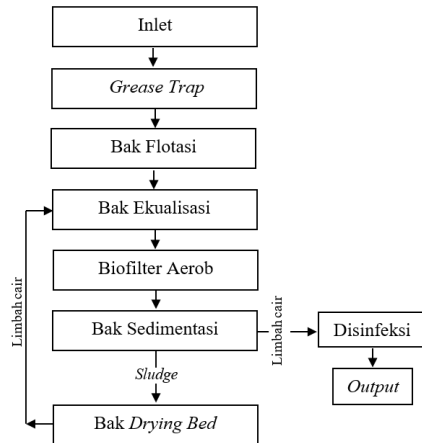 Inlet
Grease Trap
Bak Flotasi
Bak Ekualisasi
Biofilter Aerob
Bak Sedimentasi
Limbah cair
Limbah cair
Disinfeksi
Sludge
Output
Bak Drying Bed